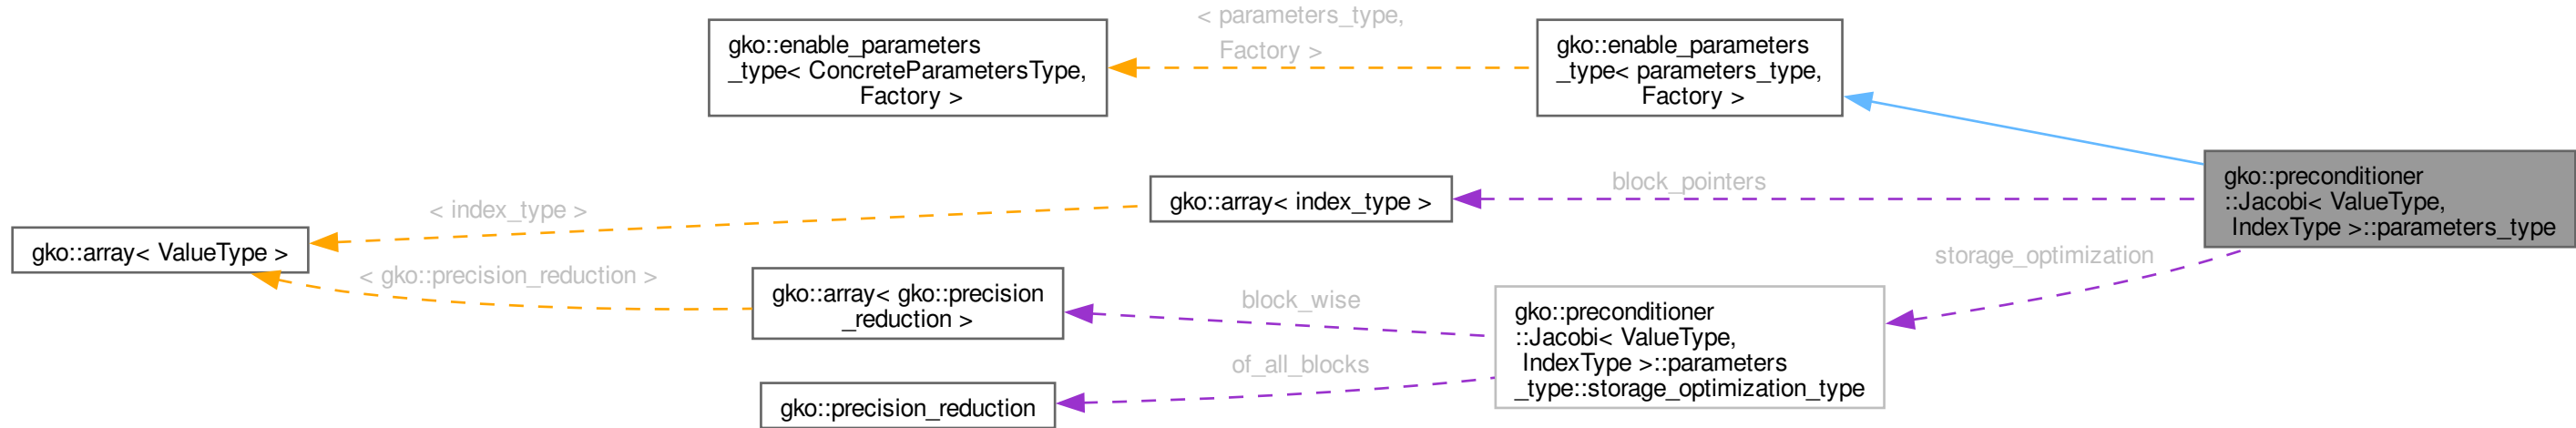 gko::enable_parameters
_type< ConcreteParametersType,
Factory >
< parameters_type,
Factory >
gko::enable_parameters
_type< parameters_type,
Factory >
gko::preconditioner
::Jacobi< ValueType,
IndexType >::parameters_type
block_pointers
gko::array< index_type >
< index_type >
gko::array< ValueType >
< gko::precision_reduction >
gko::array< gko::precision
_reduction >
block_wise
storage_optimization
gko::preconditioner
::Jacobi< ValueType,
IndexType >::parameters
_type::storage_optimization_type
of_all_blocks
gko::precision_reduction